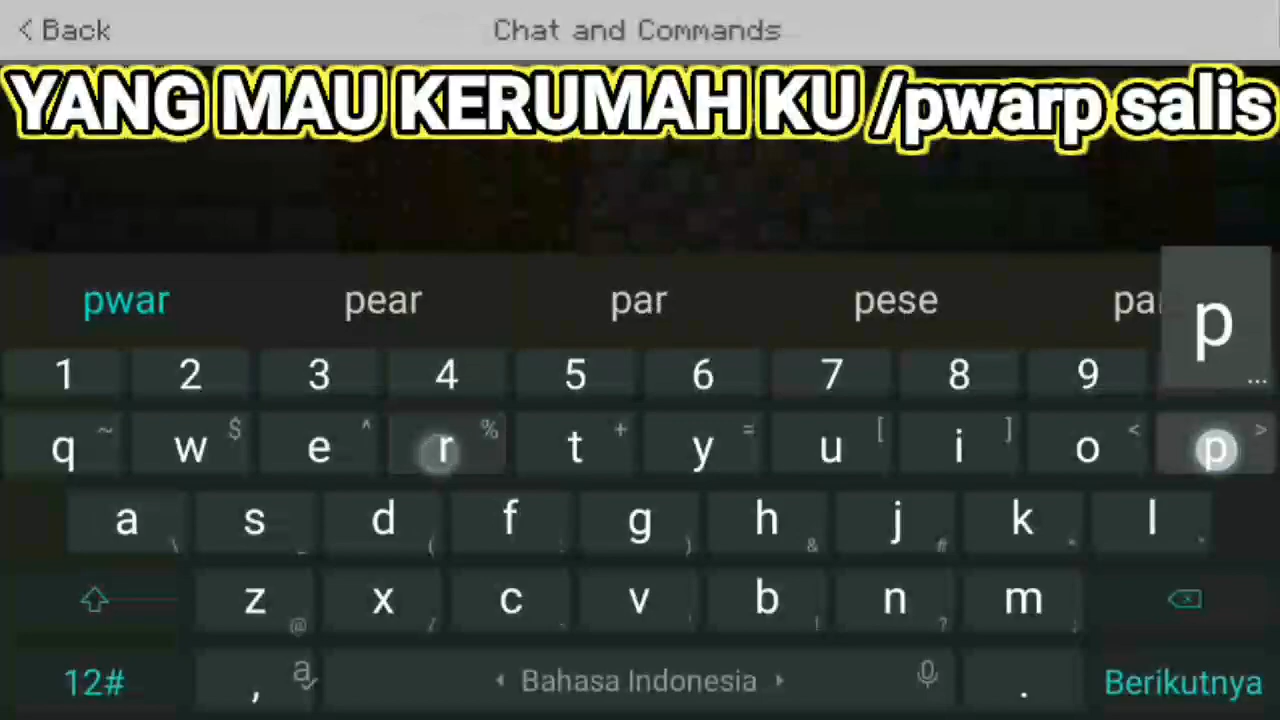 < Back
Chat and Commands
YANG MAU KERUMAH KU /pwarp salis
pwar pear par pese
p
...
1 2 3 4 5 6 7 8 9
q ~ w $ e ^ r % t + y = u [ i ] o < p >
a \ s _ d ( f : g ) h & j # k * l
z @ x / c - v ' b ! n ? m ;
12# , a Bahasa Indonesia . Berikutnya